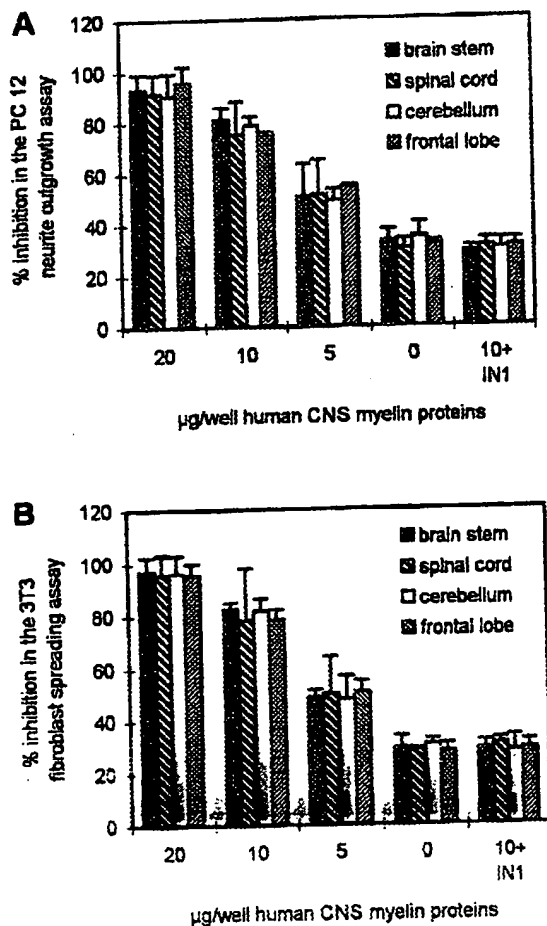 A
% inhibition in the PC 12
neurite outgrowth assay
120
100
80
60
40
20
0
brain stem
spinal cord
cerebellum
frontal lobe
20 10 5 0 10+
IN1
µg/well human CNS myelin proteins
B
% inhibition in the 3T3
fibroblast spreading assay
120
100
80
60
40
20
0
brain stem
spinal cord
cerebellum
frontal lobe
20 10 5 0 10+
IN1
µg/well human CNS myelin proteins